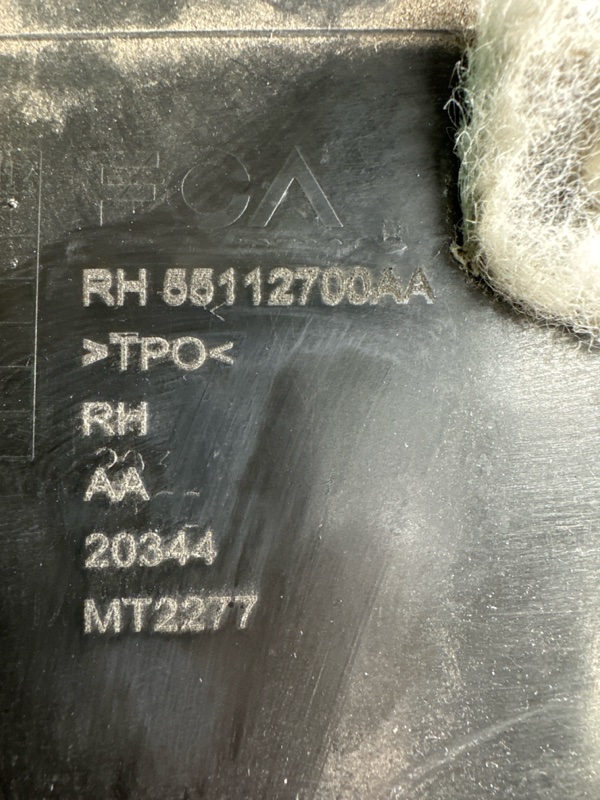 FCA
RH 55112700AA
>TPO<
RH
AA
20344
MT2277